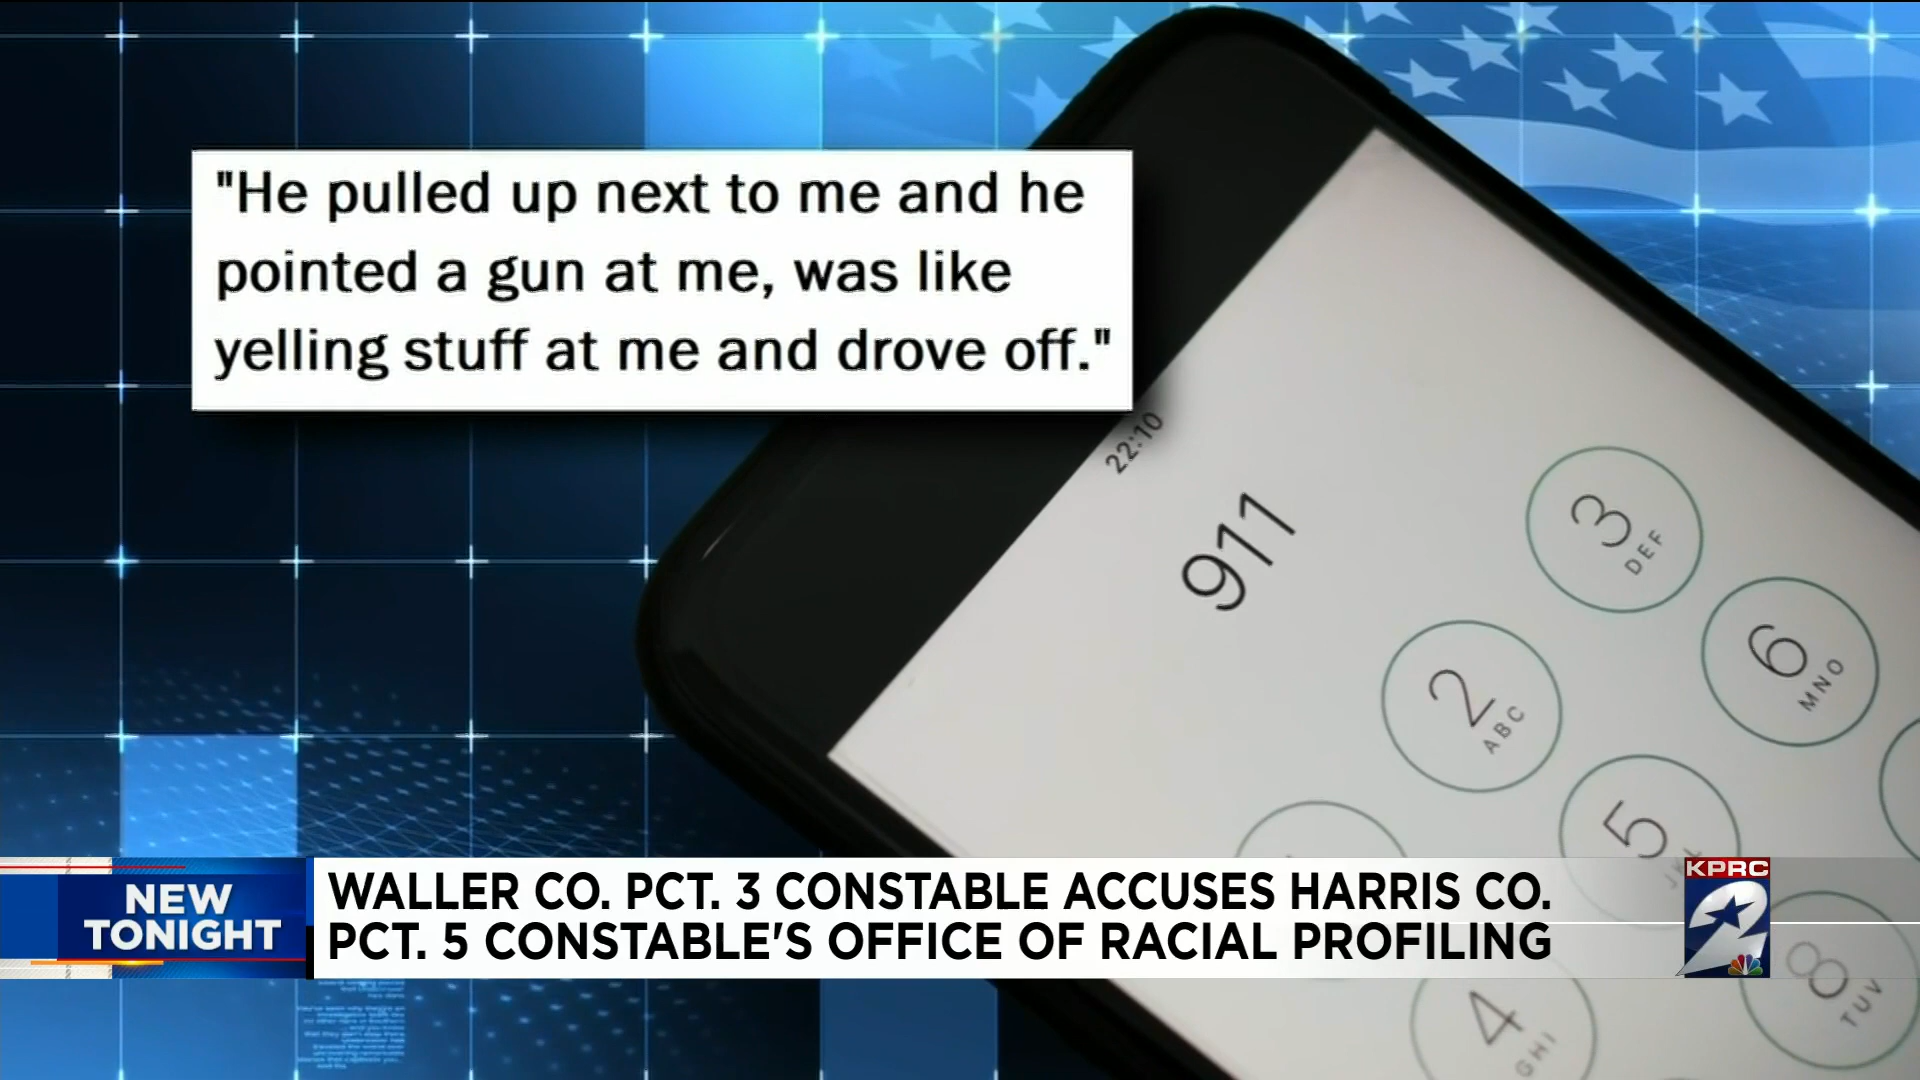 "He pulled up next to me and he
pointed a gun at me, was like
yelling stuff at me and drove off."
22:10
911
3
DEF
2
ABC
6
MNO
5
4
GHI
8
TUV
NEW
TONIGHT
WALLER CO. PCT. 3 CONSTABLE ACCUSES HARRIS CO.
PCT. 5 CONSTABLE'S OFFICE OF RACIAL PROFILING
KPRC
2